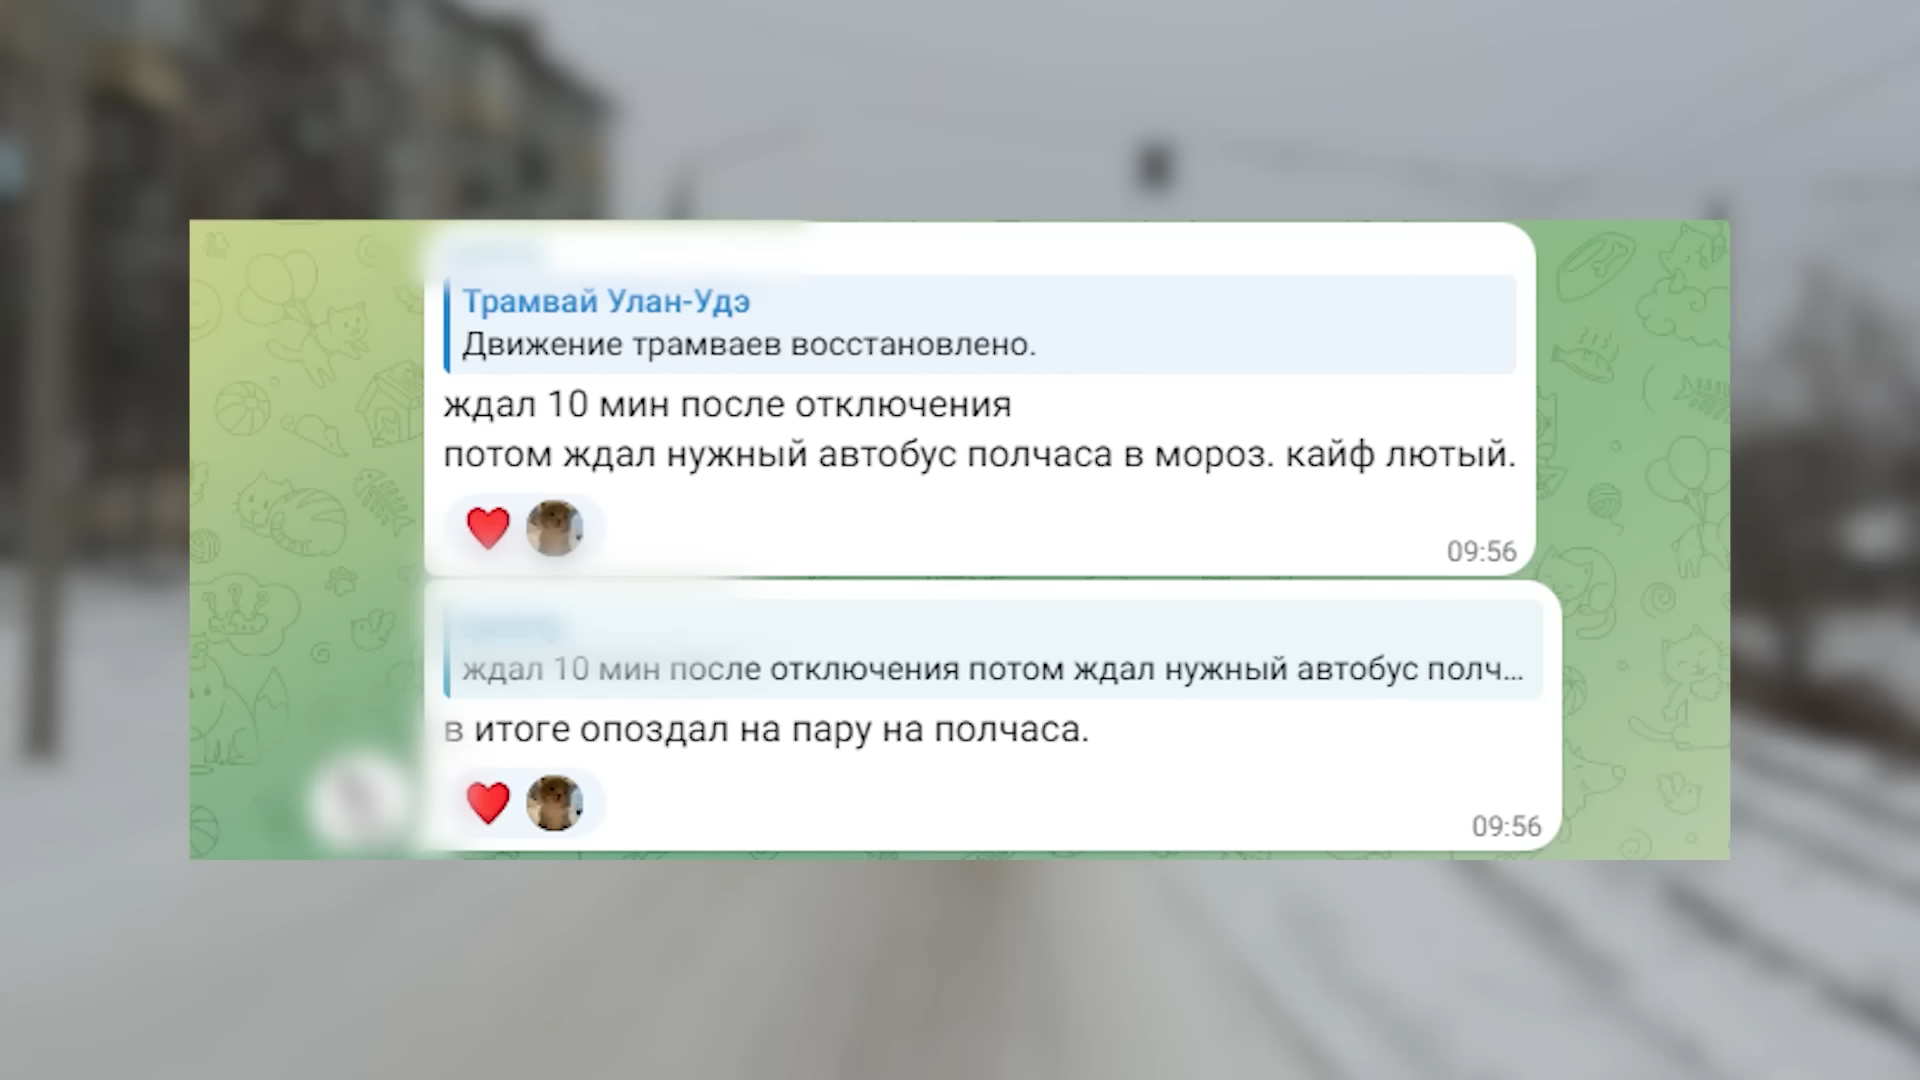 Трамвай Улан-Удэ
Движение трамваев восстановлено.
ждал 10 мин после отключения
потом ждал нужный автобус полчаса в мороз. кайф лютый.
09:56
ждал 10 мин после отключения потом ждал нужный автобус полч...
в итоге опоздал на пару на полчаса.
09:56